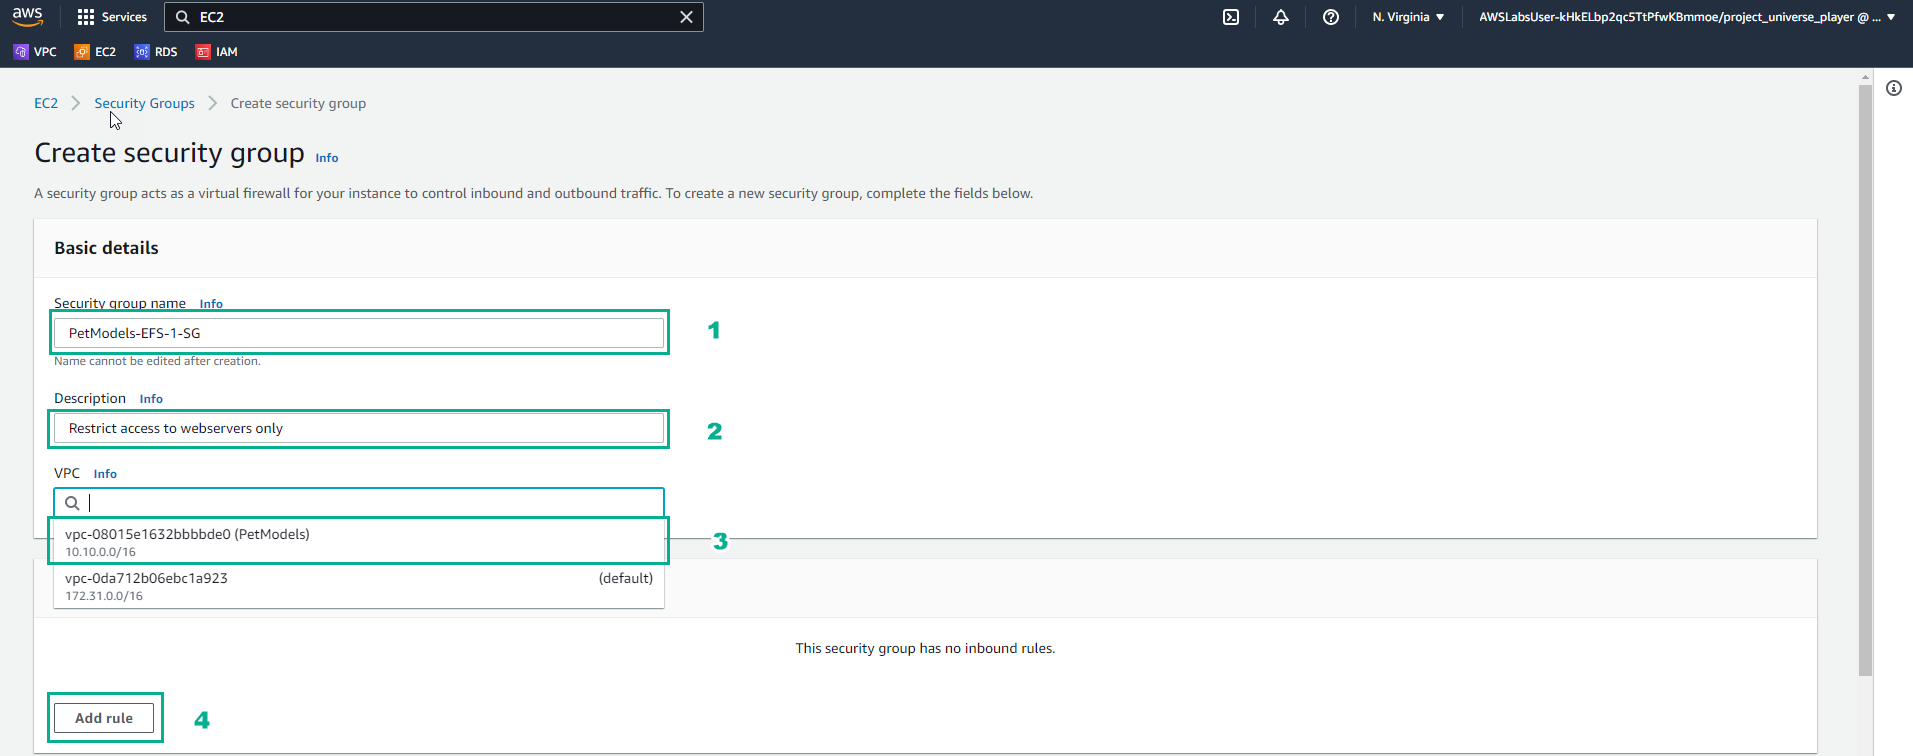 aws
Services
EC2
N. Virginia
AWSLabsUser-kHkELbp2qc5TtPfwKBmmoe/project_universe_player @ ...
VPC
EC2
RDS
IAM
EC2 > Security Groups > Create security group
Create security group Info
A security group acts as a virtual firewall for your instance to control inbound and outbound traffic. To create a new security group, complete the fields below.
Basic details
Security group name Info
PetModels-EFS-1-SG
1
Name cannot be edited after creation.
Description Info
Restrict access to webservers only
2
VPC Info
vpc-08015e1632bbbbde0 (PetModels)
10.10.0.0/16
3
vpc-0da712b06ebc1a923 (default)
172.31.0.0/16
This security group has no inbound rules.
Add rule
4